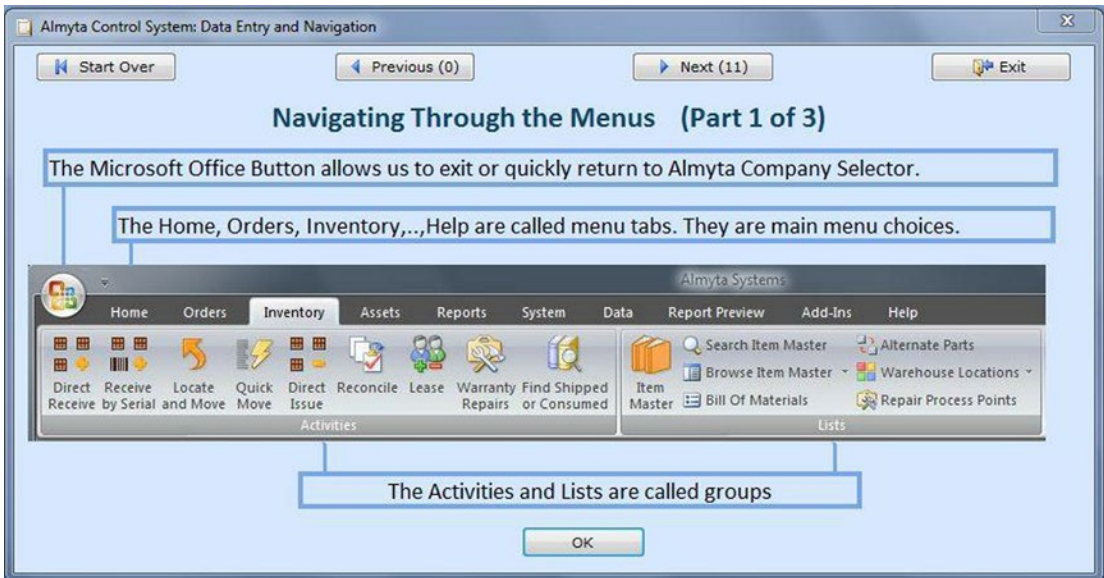 Almyta Control System: Data Entry and Navigation
Start Over
Previous (0)
Next (11)
Exit
Navigating Through the Menus (Part 1 of 3)
The Microsoft Office Button allows us to exit or quickly return to Almyta Company Selector.
The Home, Orders, Inventory,..,Help are called menu tabs. They are main menu choices.
Almyta Systems
Home Orders Inventory Assets Reports System Data Report Preview Add-Ins Help
Direct Receive
Receive by Serial
Locate and Move
Quick Move
Direct Issue
Reconcile
Lease
Warranty Repairs
Find Shipped or Consumed
Activities
Item Master
Search Item Master
Browse Item Master
Bill Of Materials
Alternate Parts
Warehouse Locations
Repair Process Points
Lists
The Activities and Lists are called groups
OK